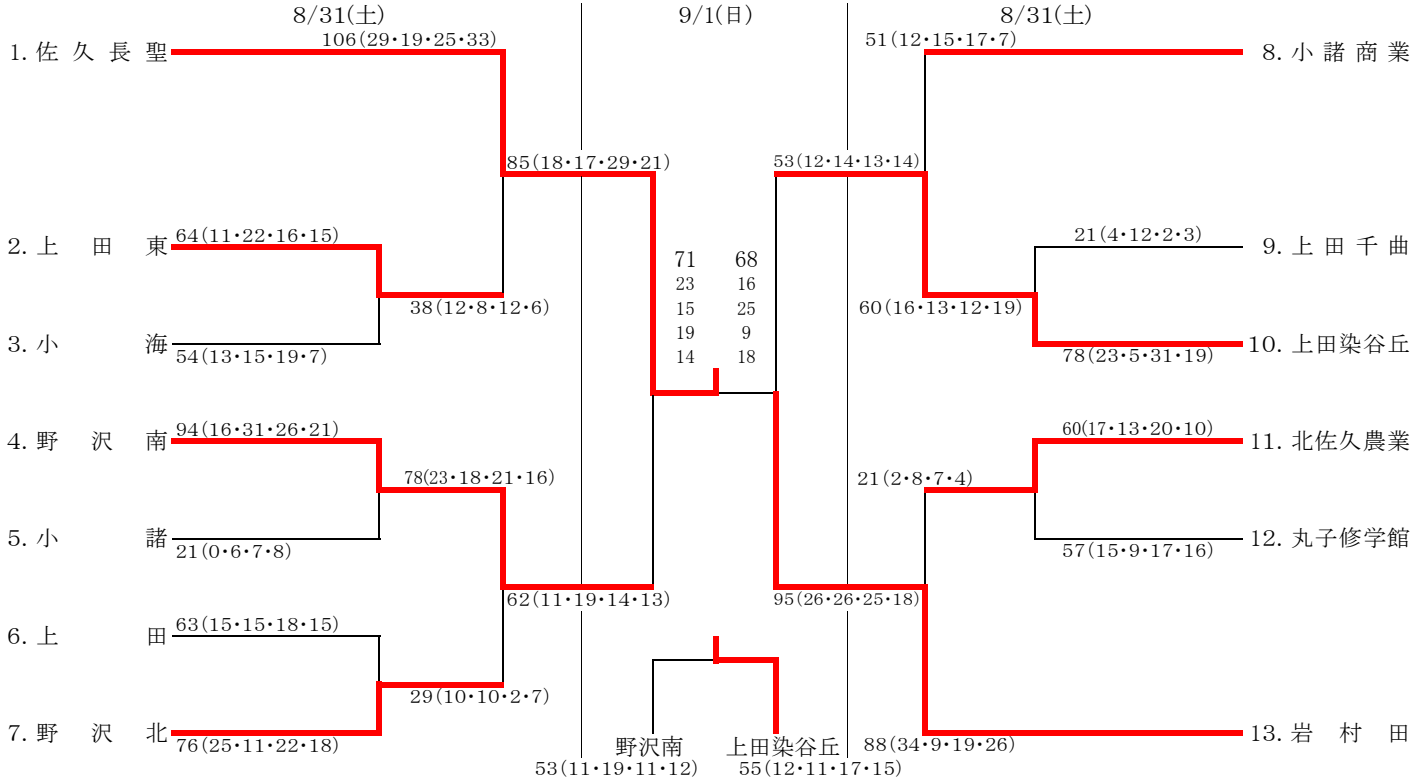 8/31(土)
9/1(日)
8/31(土)
106(29・19・25・33)
51(12・15・17・7)
1. 佐久長聖
8. 小諸商業
85(18・17・29・21)
53(12・14・13・14)
64(11・22・16・15)
21(4・12・2・3)
2. 上田東
9. 上田千曲
71 68
23 16
15 25
19 9
14 18
38(12・8・12・6)
60(16・13・12・19)
3. 小海
10. 上田染谷丘
54(13・15・19・7)
78(23・5・31・19)
94(16・31・26・21)
60(17・13・20・10)
4. 野沢南
11. 北佐久農業
78(23・18・21・16)
21(2・8・7・4)
5. 小諸
12. 丸子修学館
21(0・6・7・8)
57(15・9・17・16)
62(11・19・14・13)
95(26・26・25・18)
63(15・15・18・15)
6. 上田
29(10・10・2・7)
7. 野沢北
13. 岩村田
76(25・11・22・18)
野沢南
上田染谷丘
88(34・9・19・26)
53(11・19・11・12)
55(12・11・17・15)